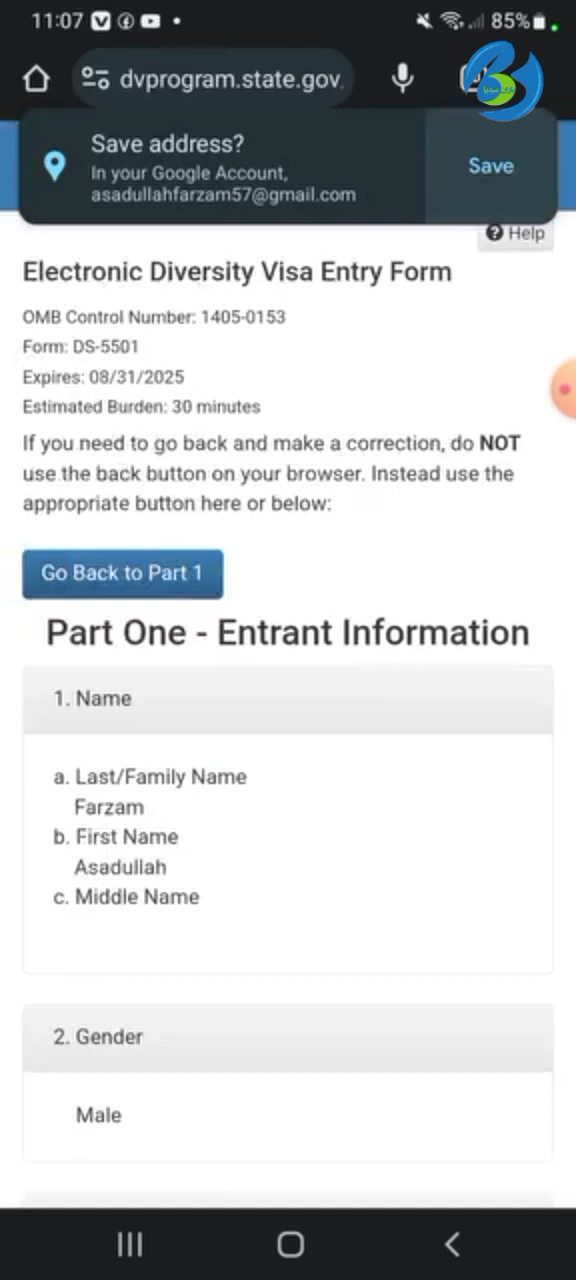 11:07
85%
dvprogram.state.gov
باران میدیا
Save address?
In your Google Account,
asadullahfarzam57@gmail.com
Save
Help
Electronic Diversity Visa Entry Form
OMB Control Number: 1405-0153
Form: DS-5501
Expires: 08/31/2025
Estimated Burden: 30 minutes
If you need to go back and make a correction, do NOT
use the back button on your browser. Instead use the
appropriate button here or below:
Go Back to Part 1
Part One - Entrant Information
1. Name
a. Last/Family Name
Farzam
b. First Name
Asadullah
c. Middle Name
2. Gender
Male